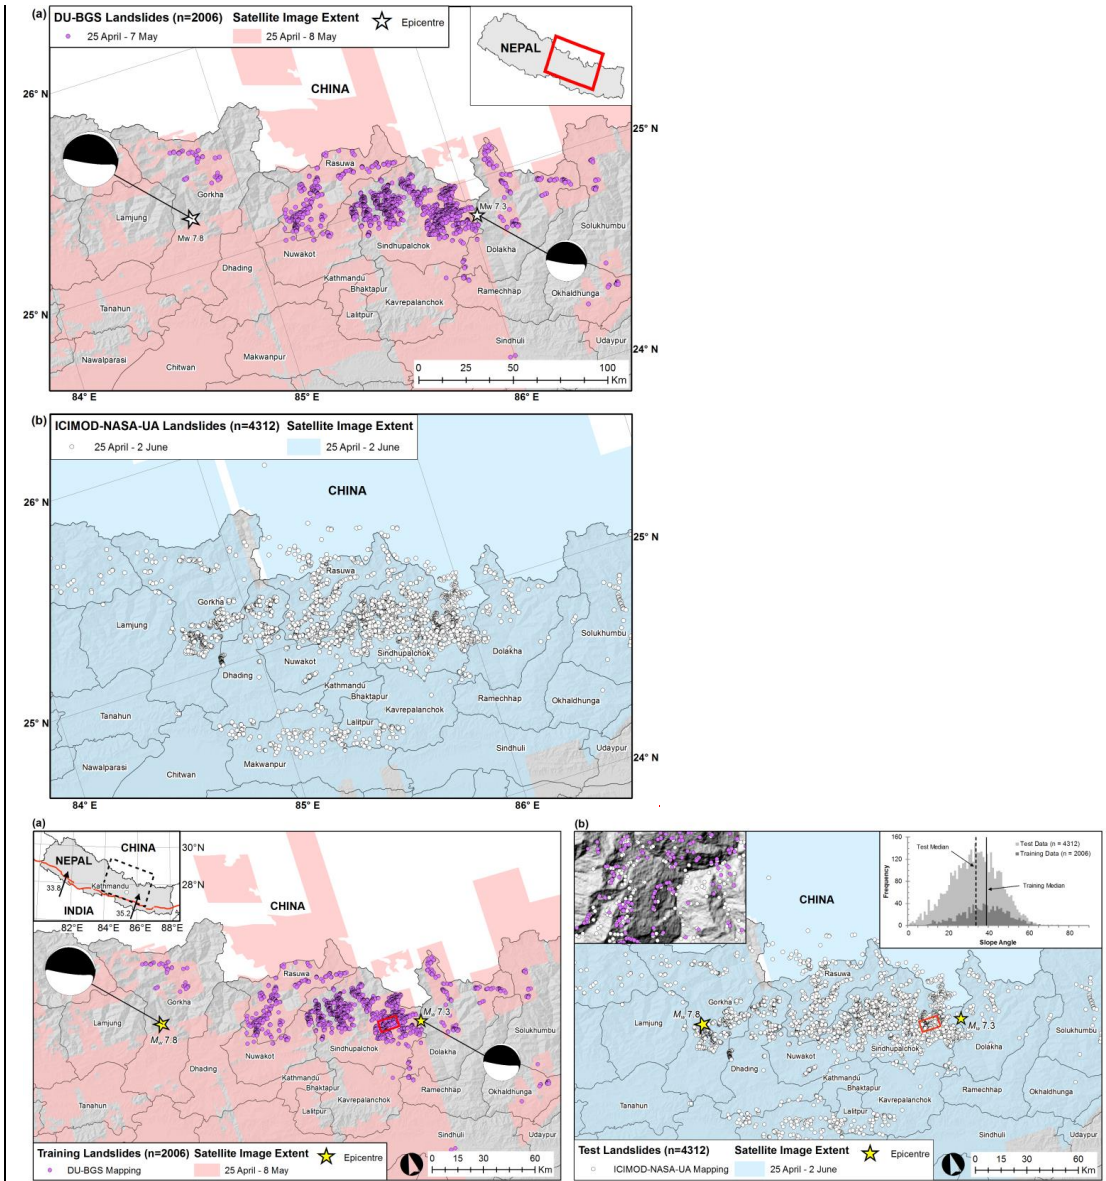 (a)
DU-BGS Landslides (n=2006) Satellite Image Extent Epicentre
25 April - 7 May 25 April - 8 May
NEPAL
CHINA
26° N
25° N
Rasuwa
Gorkha
Lamjung
Mw 7.8
Mw 7.3
Solukhumbu
Sindhupalchok
Dolakha
Nuwakot
Dhading
Kathmandu
Bhaktapur
Ramechhap
Okhaldhunga
Kavrepalanchok
Tanahun
Lalitpur
25° N
Sindhuli
Udaypur
24° N
Nawalparasi
Makwanpur
Chitwan
0 25 50 100
Km
84° E 85° E 86° E
(b)
ICIMOD-NASA-UA Landslides (n=4312) Satellite Image Extent
25 April - 2 June 25 April - 2 June
CHINA
26° N
25° N
Rasuwa
Gorkha
Lamjung
Solukhumbu
Sindhupalchok
Dolakha
Nuwakot
Dhading
Kathmandu
Bhaktapur
Ramechhap
Okhaldhunga
Kavrepalanchok
Tanahun
Lalitpur
25° N
Sindhuli
Udaypur
24° N
Makwanpur
Nawalparasi
Chitwan
84° E 85° E 86° E
(a)
30°N
CHINA
NEPAL
28°N
Kathmandu
33.8
35.2
INDIA
82°E 84°E 86°E 88°E
CHINA
Rasuwa
Gorkha
Lamjung
Mw 7.8
Mw 7.3
Solukhumbu
Sindhupalchok
Dolakha
Nuwakot
Dhading
Kathmandu
Bhaktapur
Ramechhap
Okhaldhunga
Kavrepalanchok
Tanahun
Lalitpur
Sindhuli
Udaypur
Training Landslides (n=2006) Satellite Image Extent Epicentre
DU-BGS Mapping 25 April - 8 May
0 15 30 60
Km
(b)
160
120
80
40
0
Frequency
Test Median
Test Data (n = 4312)
Training Data (n = 2006)
Training Median
0 20 40 60 80
Slope Angle
CHINA
Rasuwa
Gorkha
Mw 7.8
Lamjung
Mw 7.3
Solukhumbu
Sindhupalchok
Dolakha
Nuwakot
Dhading
Kathmandu
Bhaktapur
Ramechhap
Okhaldhunga
Kavrepalanchok
Tanahun
Lalitpur
Sindhuli
Udaypur
Test Landslides (n=4312) Satellite Image Extent Epicentre
ICIMOD-NASA-UA Mapping 25 April - 2 June
0 15 30 60
Km